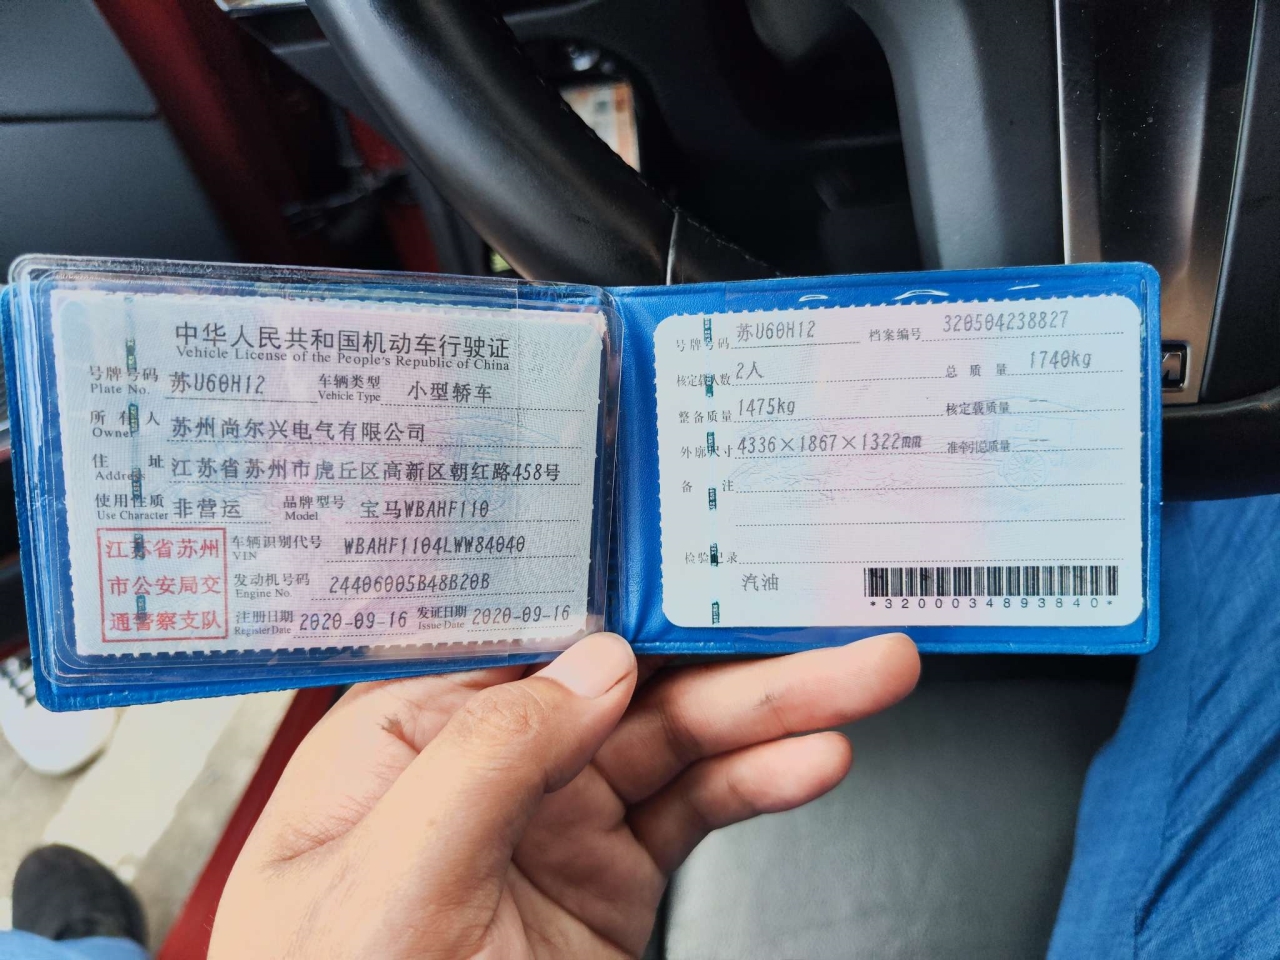 中华人民共和国机动车行驶证
Vehicle License of the People's Republic of China
号牌号码 苏U60H12 车辆类型 小型轿车
Plate No. Vehicle Type
所有人 苏州尚尔兴电气有限公司
Owner
住址 江苏省苏州市虎丘区高新区朝红路458号
Address
使用性质 非营运 品牌型号 宝马WBAHF110
Use Character Model
江苏省苏州
市公安局交
通警察支队
车辆识别代号 WBAHF1104LWW84040
VIN
发动机号码 24406005B48B20B
Engine No.
注册日期 2020-09-16 发证日期 2020-09-16
Register Date Issue Date
号牌号码 苏U60H12 档案编号 320504238827
核定载人数 2人 总质量 1740kg
整备质量 1475kg 核定载质量 --
外廓尺寸 4336×1867×1322mm 准牵引总质量 --
备注
检验记录
汽油
*3200034893840*